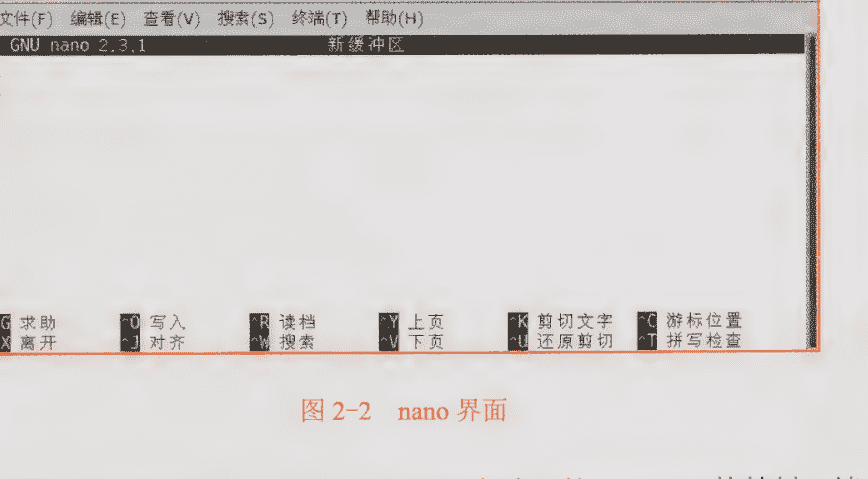 文件(F) 编辑(E) 查看(V) 搜索(S) 终端(T) 帮助(H)
GNU nano 2.3.1 新缓冲区
G 求助 ^O 写入 ^R 读档 ^Y 上页 ^K 剪切文字 ^C 游标位置
X 离开 ^J 对齐 ^W 搜索 ^V 下页 ^U 还原剪切 ^T 拼写检查
图 2-2 nano 界面